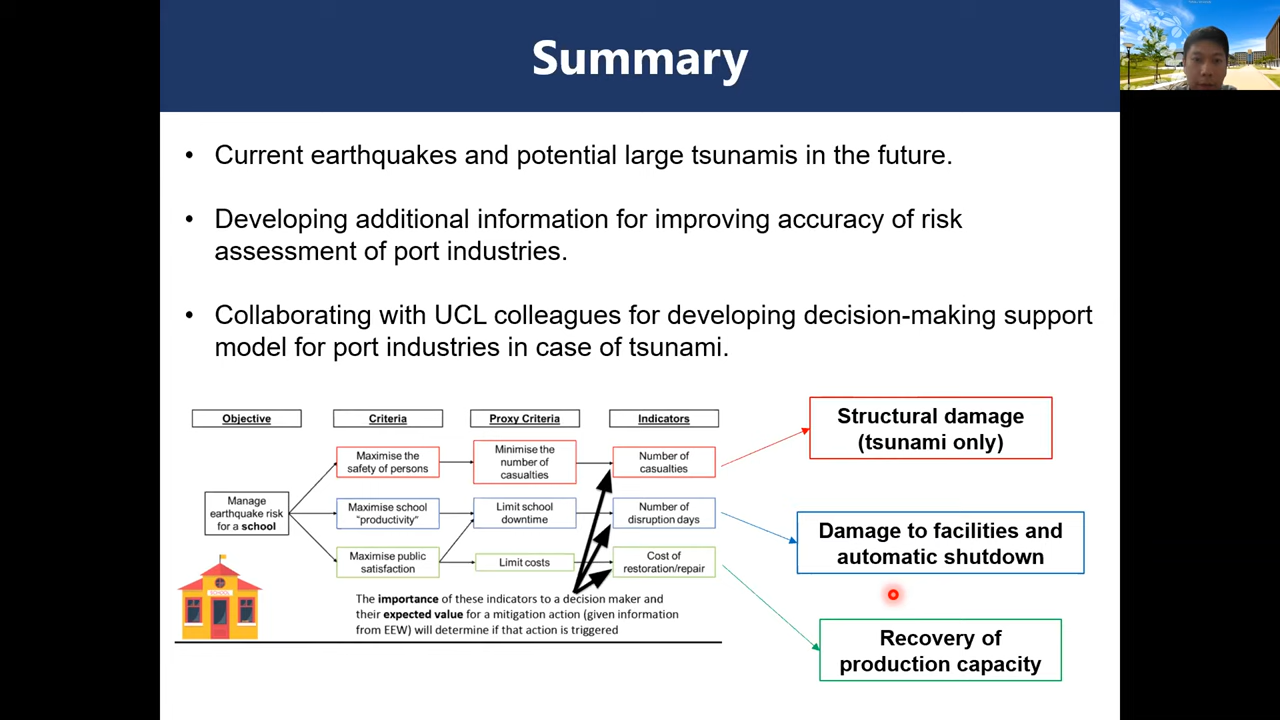 Summary
• Current earthquakes and potential large tsunamis in the future.
• Developing additional information for improving accuracy of risk
assessment of port industries.
• Collaborating with UCL colleagues for developing decision-making support
model for port industries in case of tsunami.
Objective
Criteria
Proxy Criteria
Indicators
Manage
earthquake risk
for a school
Maximise the
safety of persons
Minimise the
number of
casualties
Number of
casualties
Maximise school
"productivity"
Limit school
downtime
Number of
disruption days
Maximise public
satisfaction
Limit costs
Cost of
restoration/repair
SCHOOL
The importance of these indicators to a decision maker and
their expected value for a mitigation action (given information
from EEW) will determine if that action is triggered
Structural damage
(tsunami only)
Damage to facilities and
automatic shutdown
Recovery of
production capacity